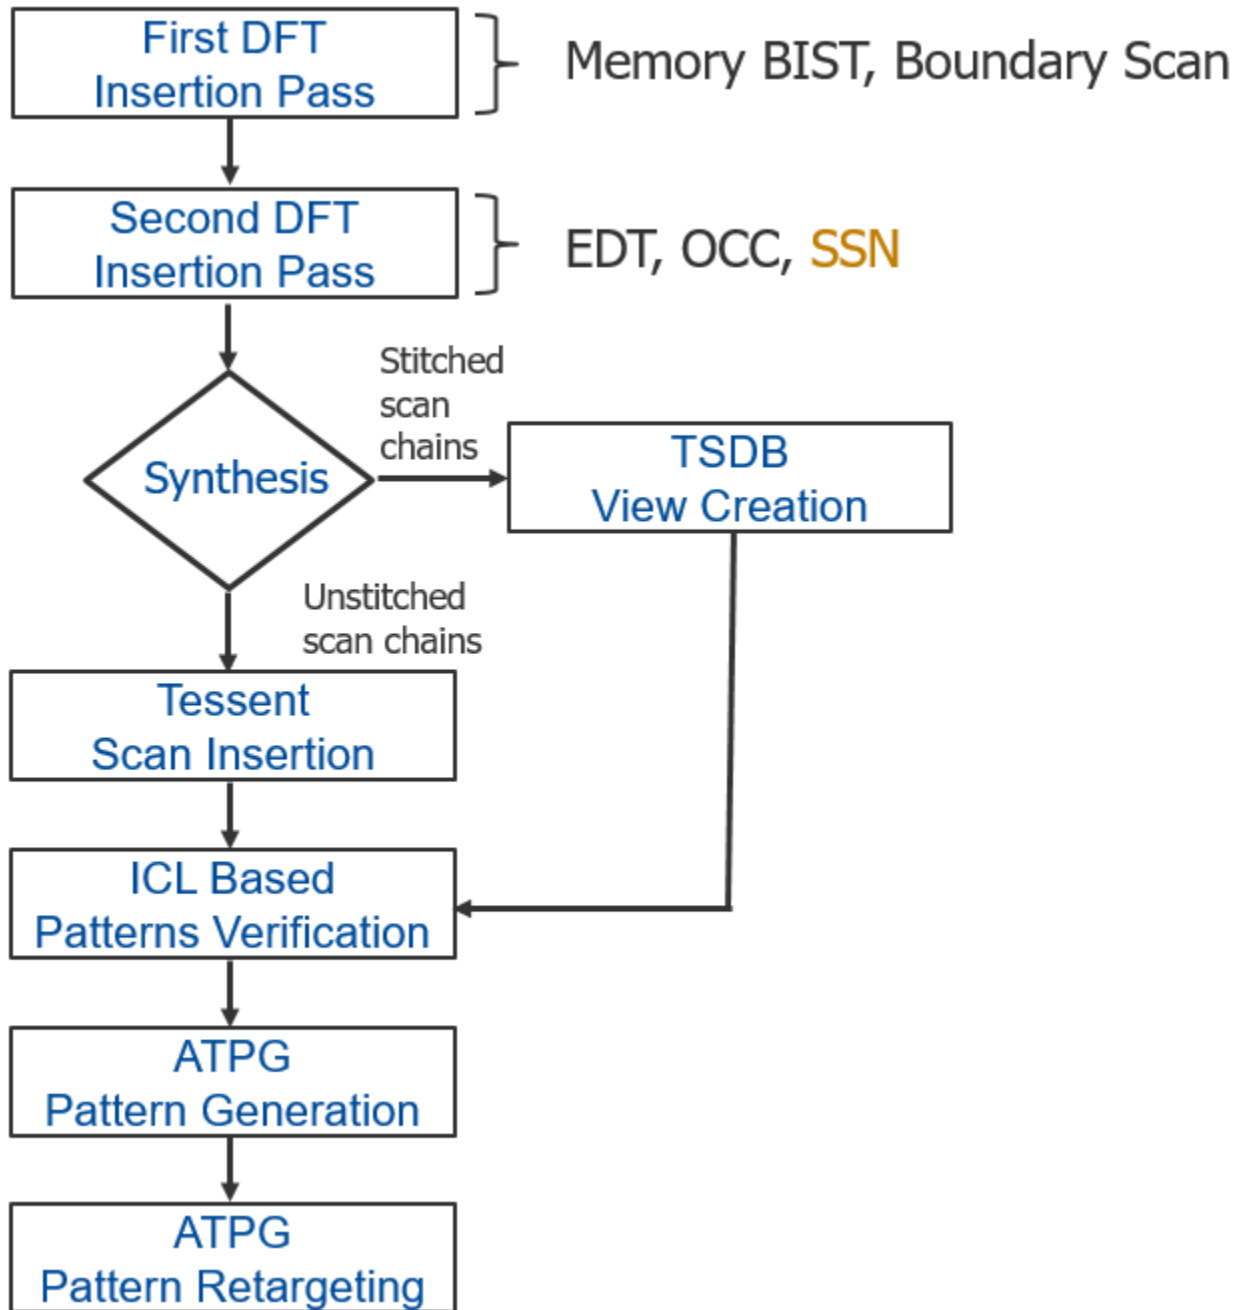 First DFT
Insertion Pass
Memory BIST, Boundary Scan
Second DFT
Insertion Pass
EDT, OCC, SSN
Stitched
scan
chains
Synthesis
TSDB
View Creation
Unstitched
scan chains
Tessent
Scan Insertion
ICL Based
Patterns Verification
ATPG
Pattern Generation
ATPG
Pattern Retargeting